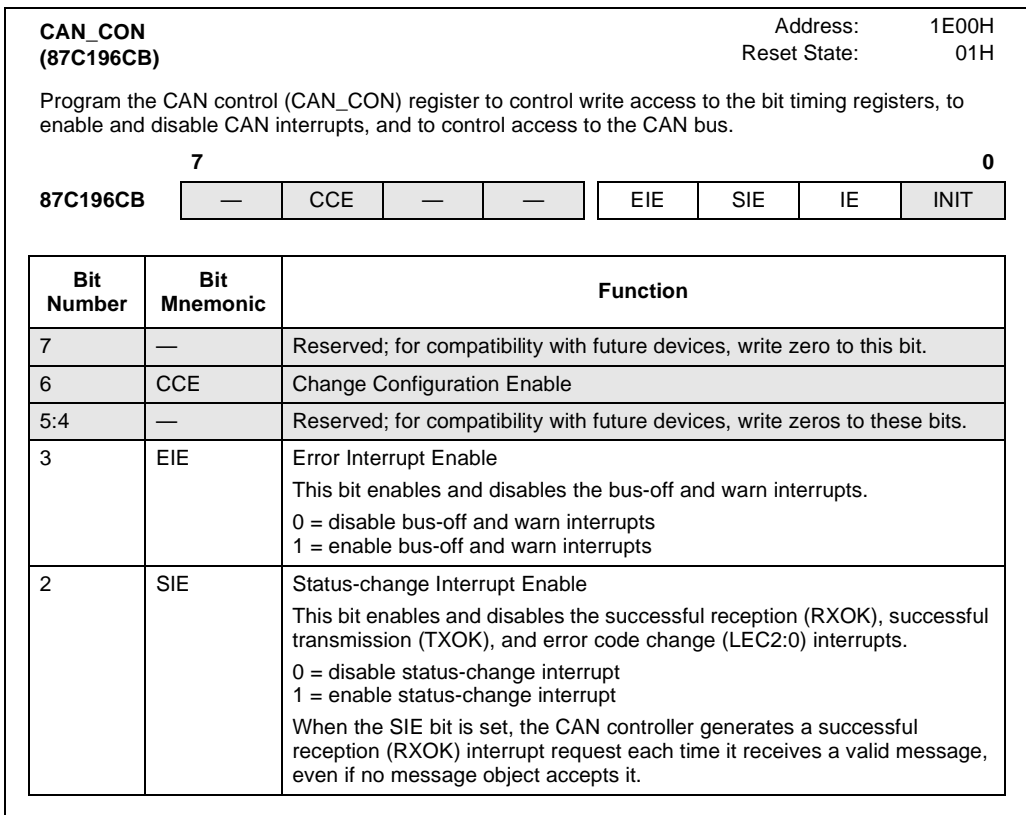 CAN_CON
(87C196CB)
Address: 1E00H
Reset State: 01H
Program the CAN control (CAN_CON) register to control write access to the bit timing registers, to
enable and disable CAN interrupts, and to control access to the CAN bus.
7 0
87C196CB — CCE — — EIE SIE IE INIT
Bit Number Bit Mnemonic Function
7 — Reserved; for compatibility with future devices, write zero to this bit.
6 CCE Change Configuration Enable
5:4 — Reserved; for compatibility with future devices, write zeros to these bits.
3 EIE Error Interrupt Enable
This bit enables and disables the bus-off and warn interrupts.
0 = disable bus-off and warn interrupts
1 = enable bus-off and warn interrupts
2 SIE Status-change Interrupt Enable
This bit enables and disables the successful reception (RXOK), successful
transmission (TXOK), and error code change (LEC2:0) interrupts.
0 = disable status-change interrupt
1 = enable status-change interrupt
When the SIE bit is set, the CAN controller generates a successful
reception (RXOK) interrupt request each time it receives a valid message,
even if no message object accepts it.